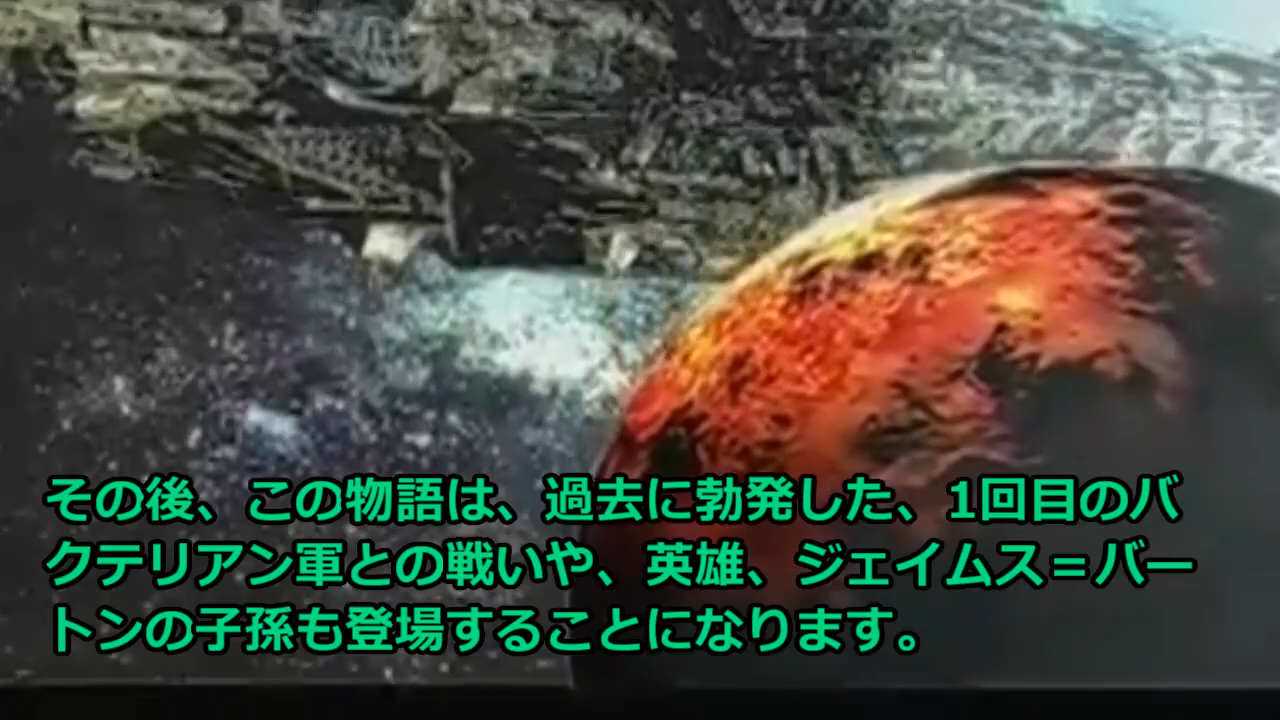 その後、この物語は、過去に勃発した、1回目のバ
クテリアン軍との戦いや、英雄、ジェイムス＝バー
トンの子孫も登場することになります。